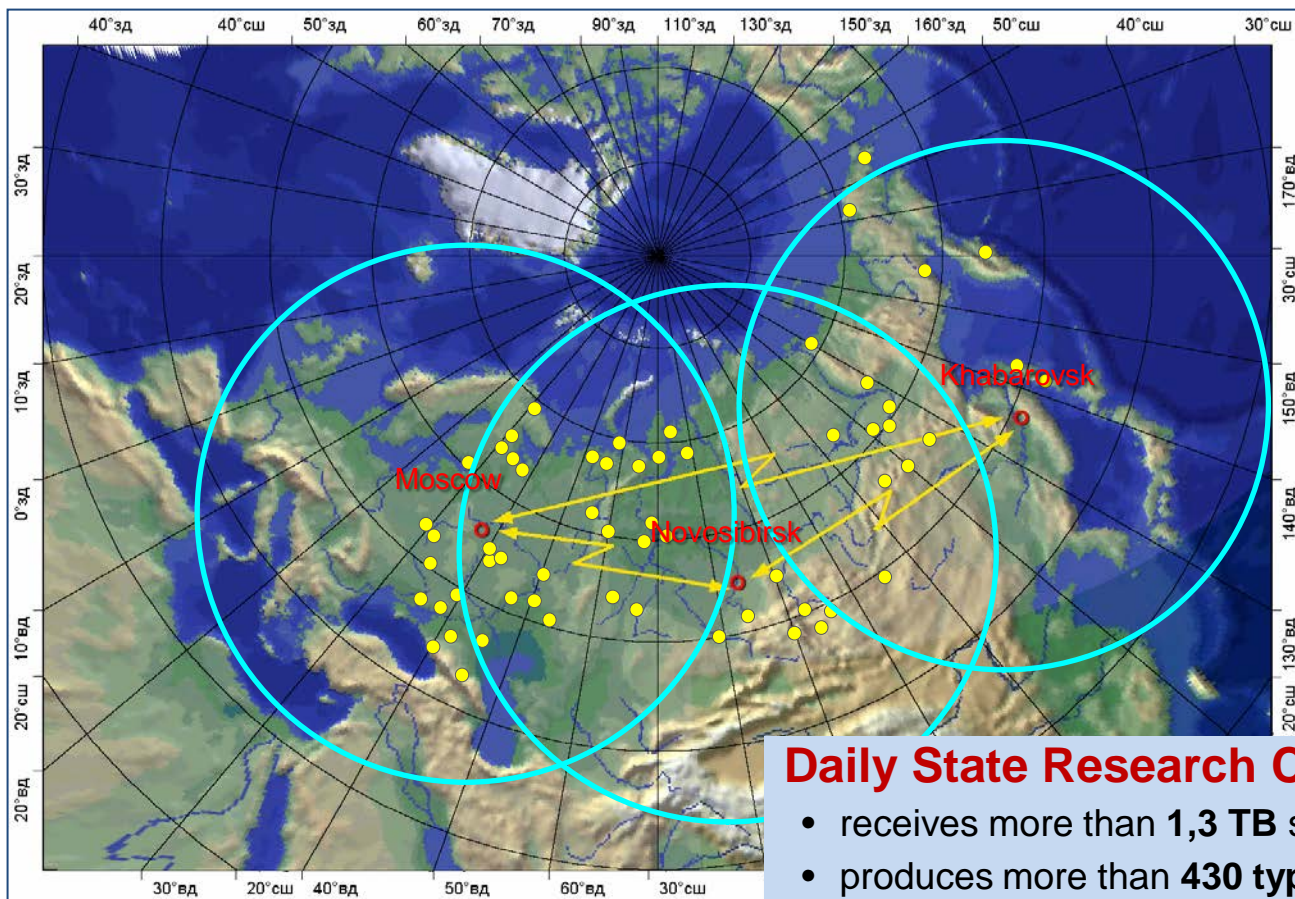 40°зд 40°сш 50°зд 60°зд 70°зд 90°зд 110°зд 130°зд 150°зд 160°зд 50°сш 40°сш 30°сш
30°зд
170°вд
20°зд
30°сш
10°зд
Khabarovsk
150°вд
0°зд
Moscow
Novosibirsk
140°вд
10°вд
130°вд
20°сш
20°сш
20°вд
30°вд 20°сш 40°вд 50°вд 60°вд 30°сш
Daily State Research
• receives more than 1,3 TB
• produces more than 430